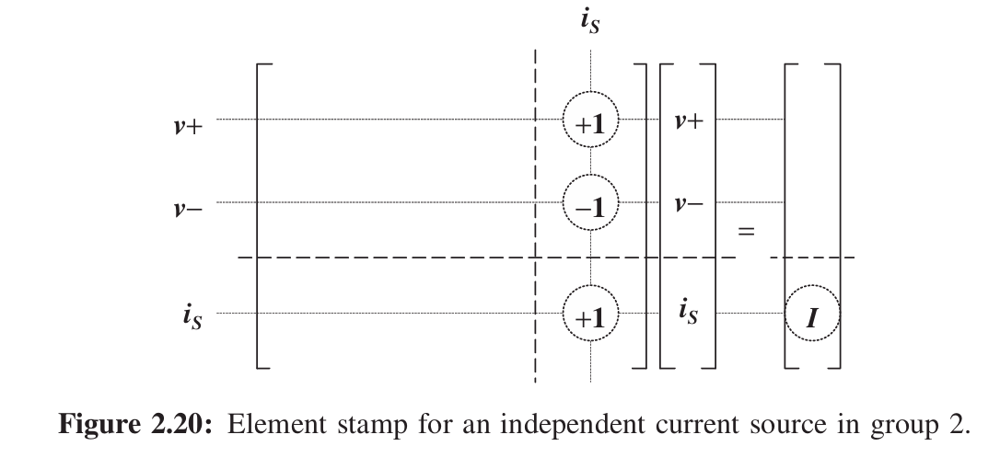 i_S
v+ +1 v+
v− −1 v−
=
i_S +1 i_S I
Figure 2.20: Element stamp for an independent current source in group 2.